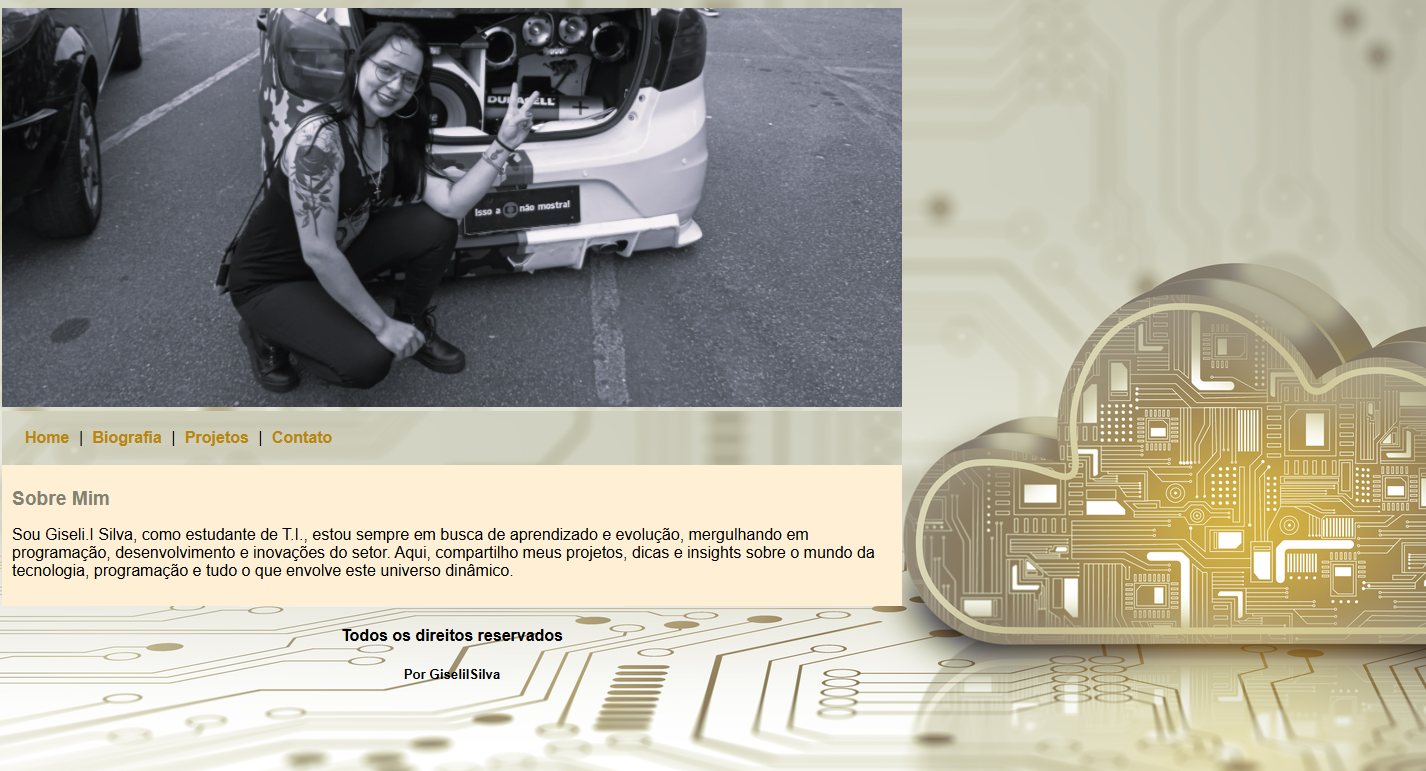 DURACELL
Isso a não mostra!
Home | Biografia | Projetos | Contato
Sobre Mim
Sou Giseli.I Silva, como estudante de T.I., estou sempre em busca de aprendizado e evolução, mergulhando em
programação, desenvolvimento e inovações do setor. Aqui, compartilho meus projetos, dicas e insights sobre o mundo da
tecnologia, programação e tudo o que envolve este universo dinâmico.
Todos os direitos reservados
Por GiseliISilva